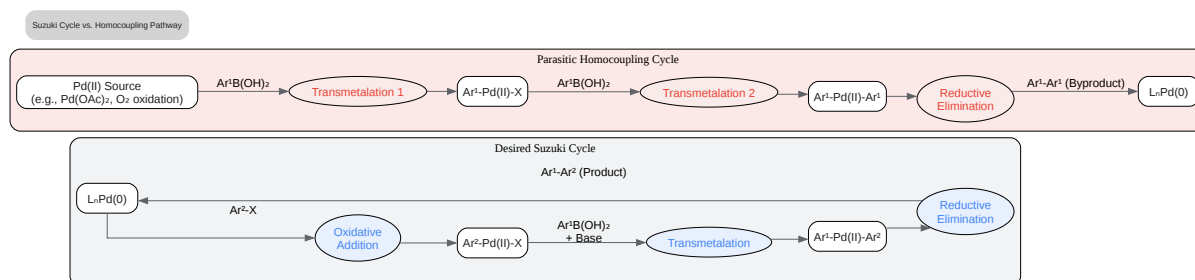 Suzuki Cycle vs. Homocoupling Pathway
Parasitic Homocoupling Cycle
Pd(II) Source
(e.g., Pd(OAc)₂, O₂ oxidation)
Ar¹B(OH)₂
Transmetalation 1
Ar¹-Pd(II)-X
Ar¹B(OH)₂
Transmetalation 2
Ar¹-Pd(II)-Ar¹
Reductive
Elimination
Ar¹-Ar¹ (Byproduct)
LₙPd(0)
Desired Suzuki Cycle
Ar¹-Ar² (Product)
LₙPd(0)
Ar²-X
Oxidative
Addition
Ar²-Pd(II)-X
Ar¹B(OH)₂
+ Base
Transmetalation
Ar¹-Pd(II)-Ar²
Reductive
Elimination